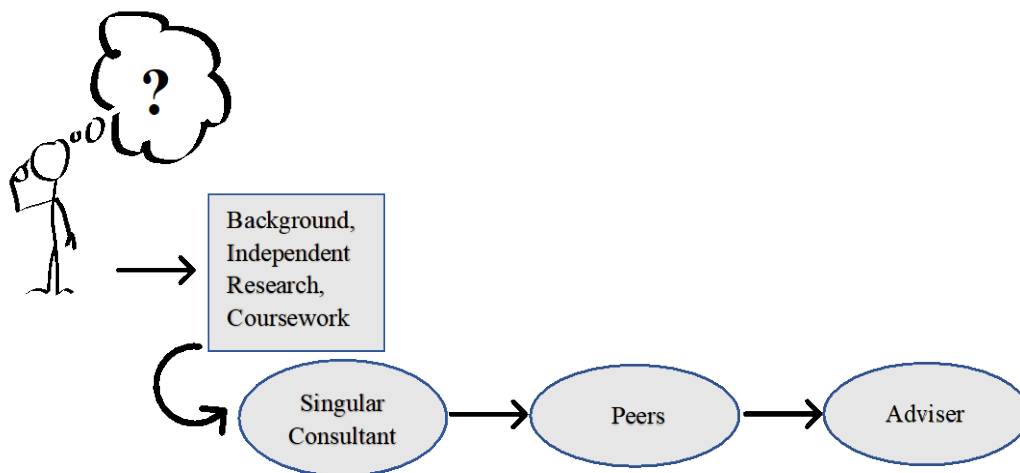 ?
Background,
Independent
Research,
Coursework
Singular
Consultant
Peers
Adviser